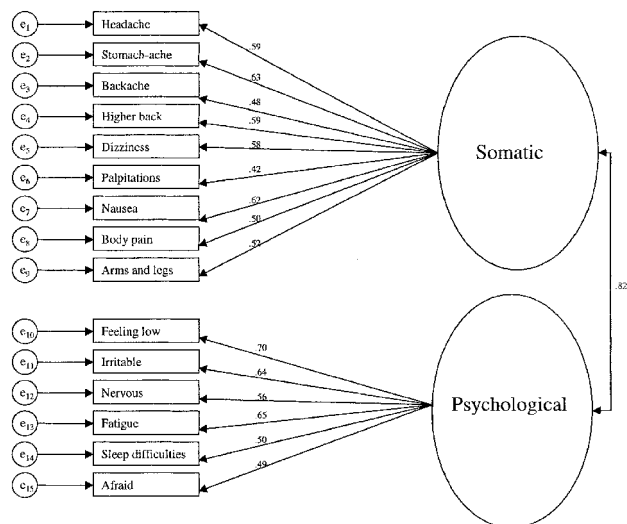 e1 Headache
.59
e2 Stomach-ache
.63
e3 Backache
.48
e4 Higher back
.59
e5 Dizziness
.58
Somatic
e6 Palpitations
.42
e7 Nausea
.62
e8 Body pain
.50
e9 Arms and legs
.52
.82
e10 Feeling low
.70
e11 Irritable
.64
e12 Nervous
.56
Psychological
e13 Fatigue
.65
e14 Sleep difficulties
.50
e15 Afraid
.49